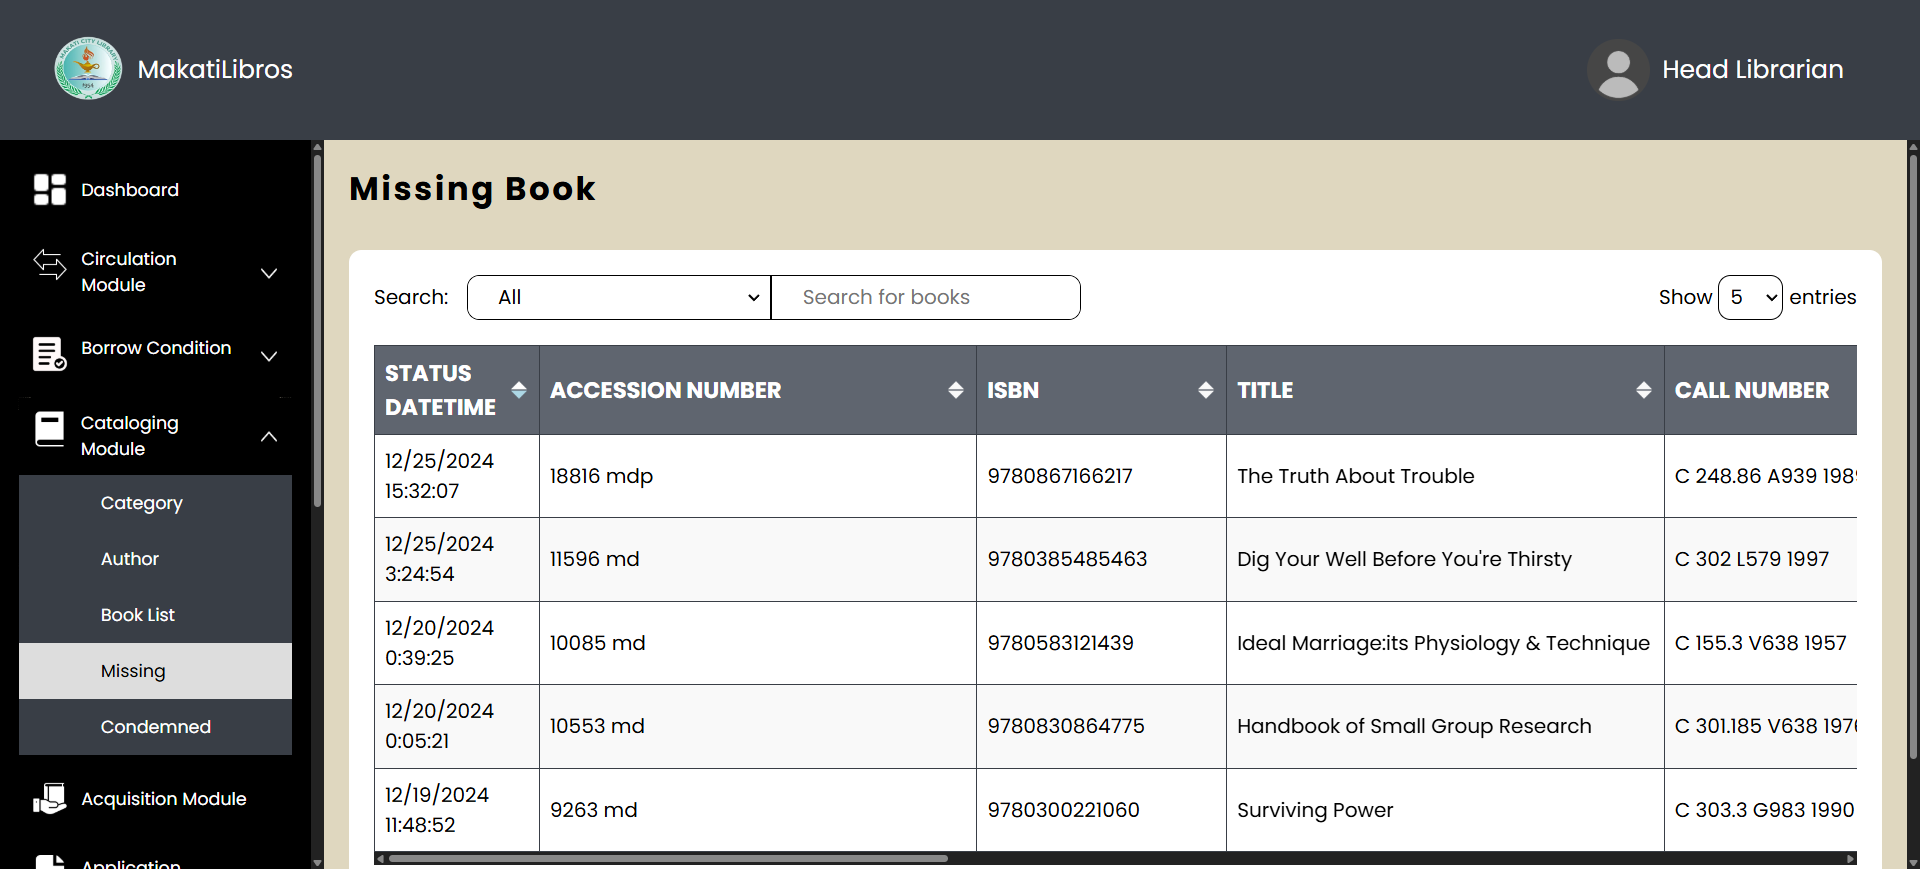 MakatiLibros
Head Librarian
Dashboard
Circulation
Module
Borrow Condition
Cataloging
Module
Category
Author
Book List
Missing
Condemned
Acquisition Module
Application
Missing Book
Search: All Search for books Show 5 entries
STATUS
DATETIME ACCESSION NUMBER ISBN TITLE CALL NUMBER
12/25/2024
15:32:07 18816 mdp 9780867166217 The Truth About Trouble C 248.86 A939 198
12/25/2024
3:24:54 11596 md 9780385485463 Dig Your Well Before You're Thirsty C 302 L579 1997
12/20/2024
0:39:25 10085 md 9780583121439 Ideal Marriage:its Physiology & Technique C 155.3 V638 1957
12/20/2024
0:05:21 10553 md 9780830864775 Handbook of Small Group Research C 301.185 V638 197
12/19/2024
11:48:52 9263 md 9780300221060 Surviving Power C 303.3 G983 1990